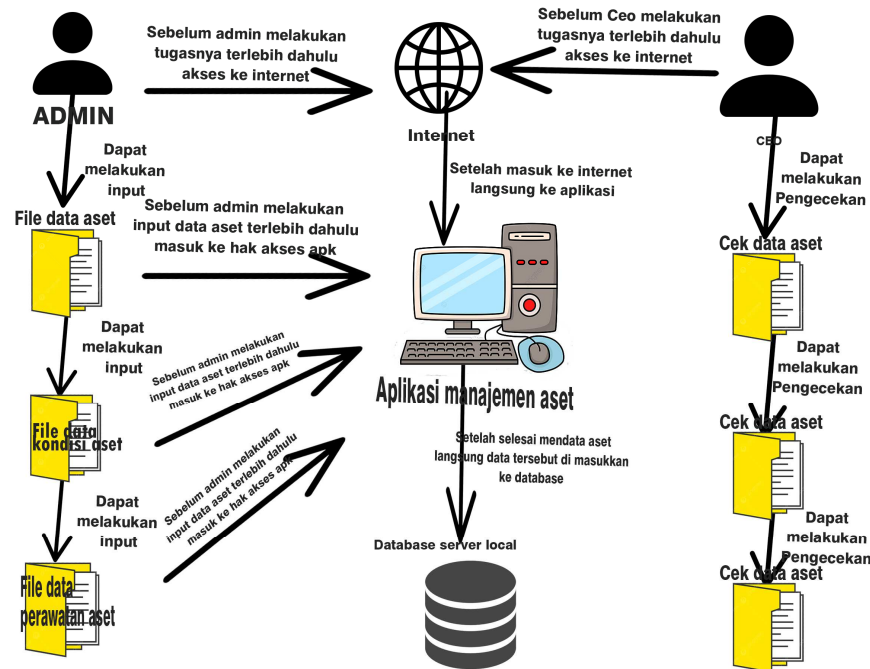 Sebelum admin melakukan
tugasnya terlebih dahulu
akses ke internet
Sebelum Ceo melakukan
tugasnya terlebih dahulu
akses ke internet
ADMIN
Internet
CEO
Dapat
melakukan
input
Setelah masuk ke internet
langsung ke aplikasi
Dapat
melakukan
Pengecekan
File data aset
Sebelum admin melakukan
input data aset terlebih dahulu
masuk ke hak akses apk
Cek data aset
Dapat
melakukan
input
Sebelum admin melakukan
input data aset terlebih dahulu
masuk ke hak akses apk
Dapat
melakukan
Pengecekan
Aplikasi manajemen aset
File data
kondisi aset
Cek data aset
Setelah selesai mendata aset
langsung data tersebut di masukkan
ke database
Sebelum admin melakukan
input data aset terlebih dahulu
masuk ke hak akses apk
Dapat
melakukan
input
Dapat
melakukan
Pengecekan
Database server local
Cek data aset
File data
perawatan aset